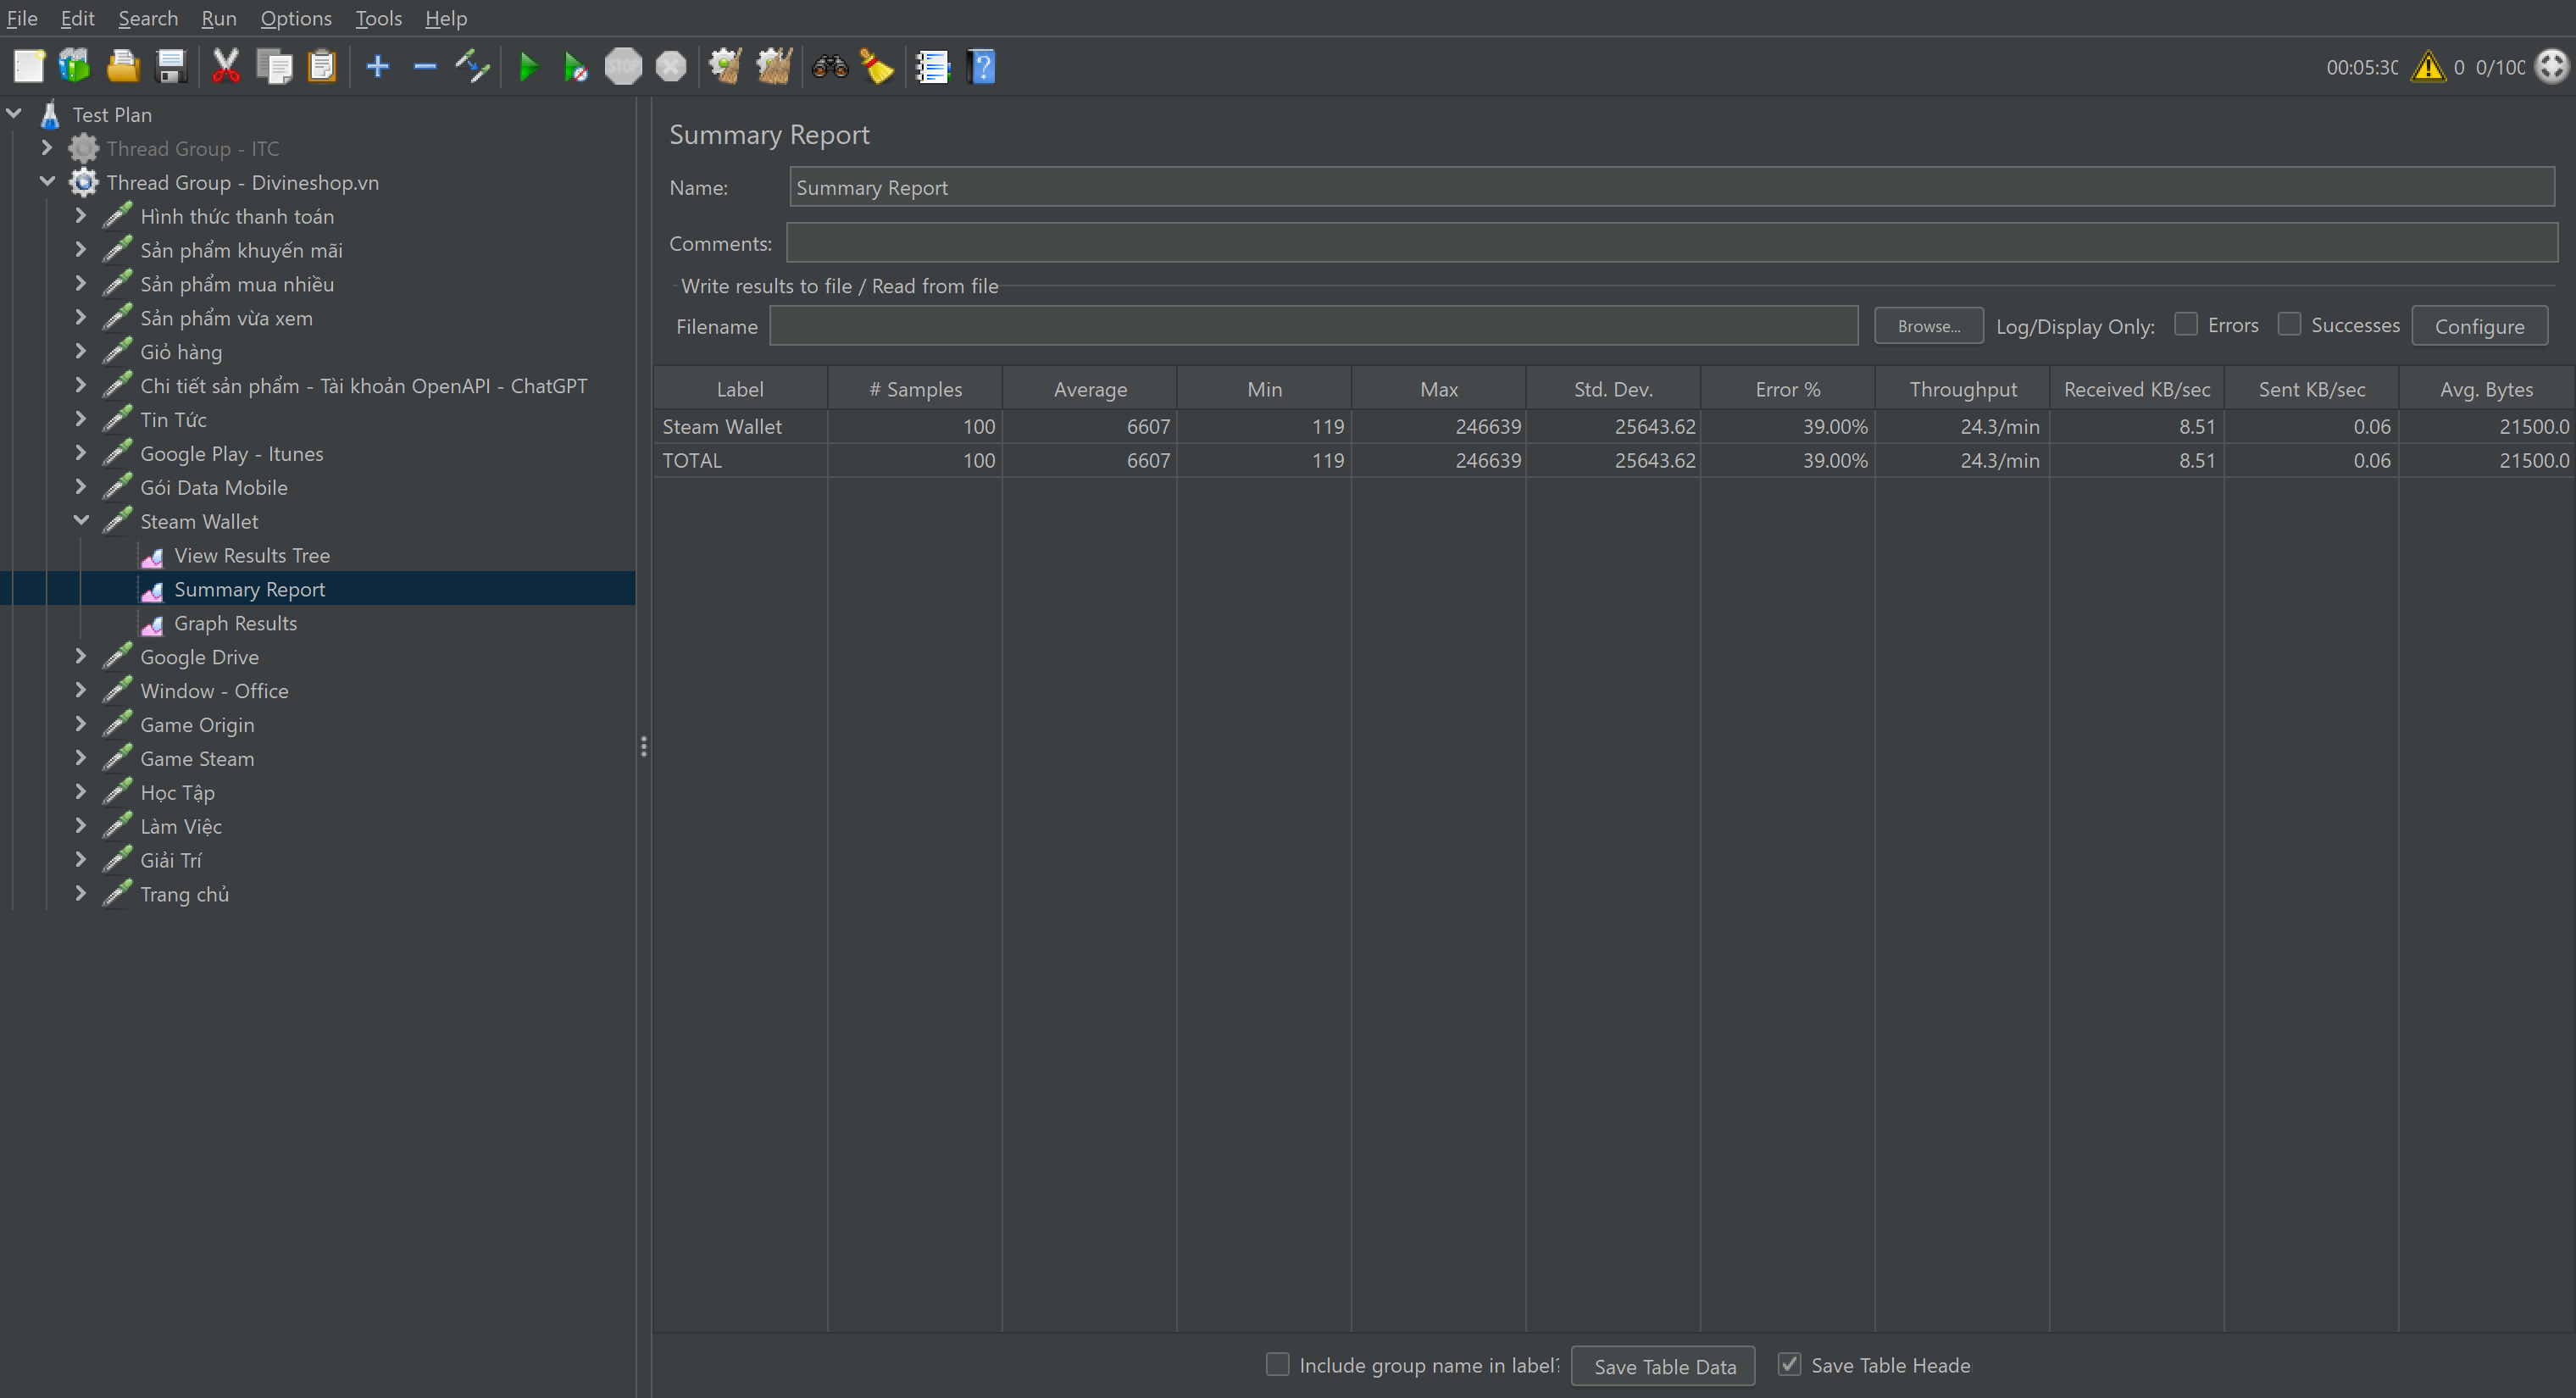 File Edit Search Run Options Tools Help
STOP
00:05:30 0 0/100
Test Plan
Thread Group - ITC
Thread Group - Divineshop.vn
Hình thức thanh toán
Sản phẩm khuyến mãi
Sản phẩm mua nhiều
Sản phẩm vừa xem
Giỏ hàng
Chi tiết sản phẩm - Tài khoản OpenAPI - ChatGPT
Tin Tức
Google Play - Itunes
Gói Data Mobile
Steam Wallet
View Results Tree
Summary Report
Graph Results
Google Drive
Window - Office
Game Origin
Game Steam
Học Tập
Làm Việc
Giải Trí
Trang chủ
Summary Report
Name: Summary Report
Comments:
Write results to file / Read from file
Filename Browse... Log/Display Only: Errors Successes Configure
Label # Samples Average Min Max Std. Dev. Error % Throughput Received KB/sec Sent KB/sec Avg. Bytes
Steam Wallet 100 6607 119 246639 25643.62 39.00% 24.3/min 8.51 0.06 21500.0
TOTAL 100 6607 119 246639 25643.62 39.00% 24.3/min 8.51 0.06 21500.0
Include group name in label? Save Table Data Save Table Heade